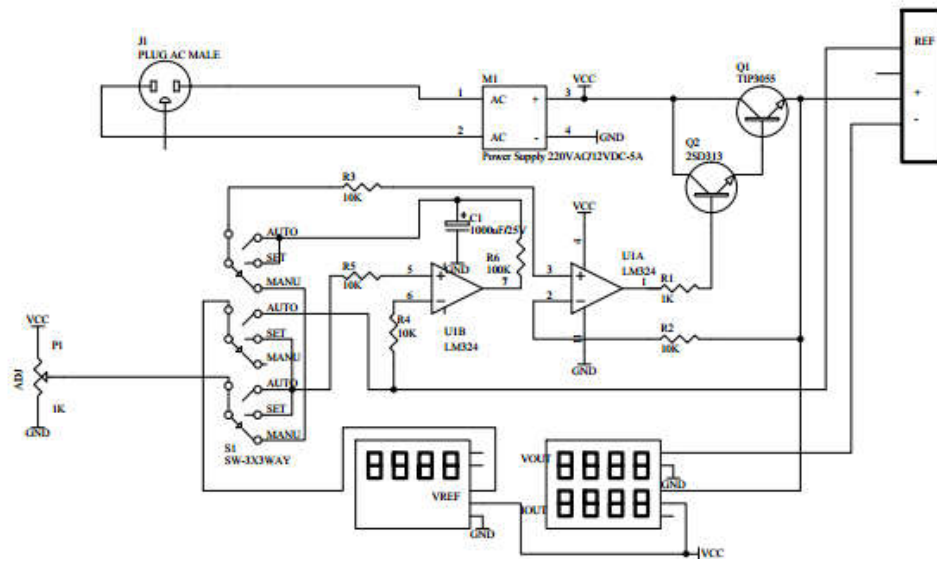 J1
PLUG AC MALE
REF
+
-
M1
1 AC + 3
2 AC - 4
VCC
GND
Power Supply 220VAC/12VDC-5A
Q1
TIP3055
Q2
2SD313
R3
10K
AUTO
SET
MANU
C1
1000uF/25V
GND
R6
100K
VCC
4
U1A
LM324
3
2
1
R1
1K
R5
10K
5
6
7
R4
10K
U1B
LM324
11
GND
R2
10K
AUTO
SET
MANU
VCC
P1
ADJ
1K
GND
AUTO
SET
MANU
S1
SW-3X3WAY
VREF
GND
VOUT
IOUT
GND
VCC